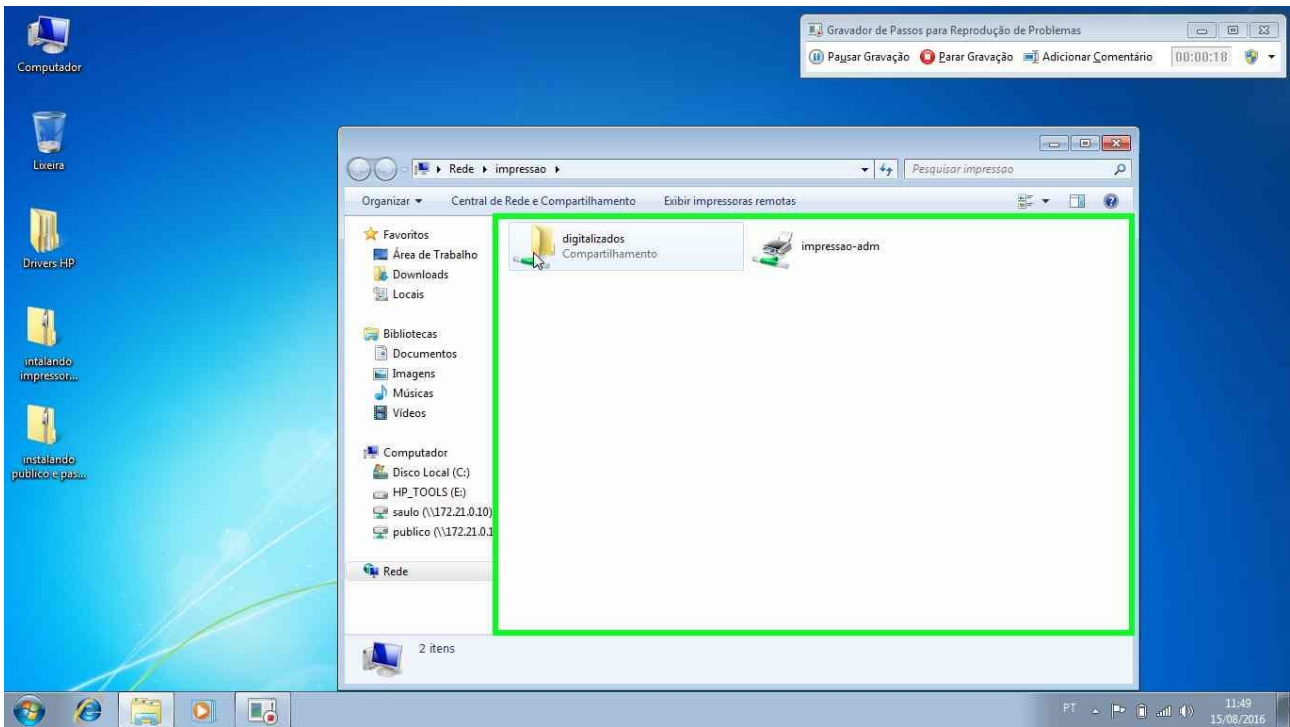 Computador
Lixeira
Drivers HP
intalando
impressor...
instalando
publico e pas...
Gravador de Passos para Reprodução de Problemas
Pausar Gravação Parar Gravação Adicionar Comentário 00:00:18
Rede impressao
Pesquisar impressao
Organizar Central de Rede e Compartilhamento Exibir impressoras remotas
Favoritos
Área de Trabalho
Downloads
Locais
Bibliotecas
Documentos
Imagens
Músicas
Vídeos
Computador
Disco Local (C:)
HP_TOOLS (E:)
saulo (\\172.21.0.10)
publico (\\172.21.0.1
Rede
digitalizados
Compartilhamento
impressao-adm
2 itens
PT
11:49
15/08/2016